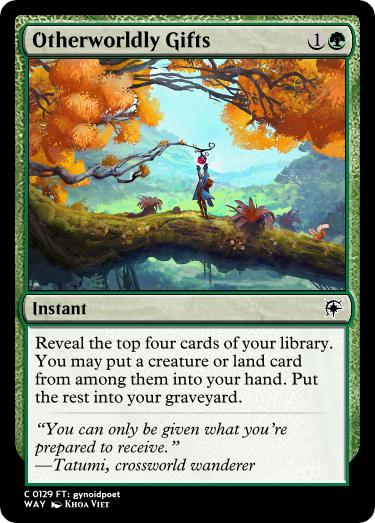 Otherworldly Gifts 1
Instant
Reveal the top four cards of your library.
You may put a creature or land card
from among them into your hand. Put
the rest into your graveyard.
“You can only be given what you’re
prepared to receive.”
—Tatumi, crossworld wanderer
C 0129 FT: gynoidpoet
WAY Khoa Viet